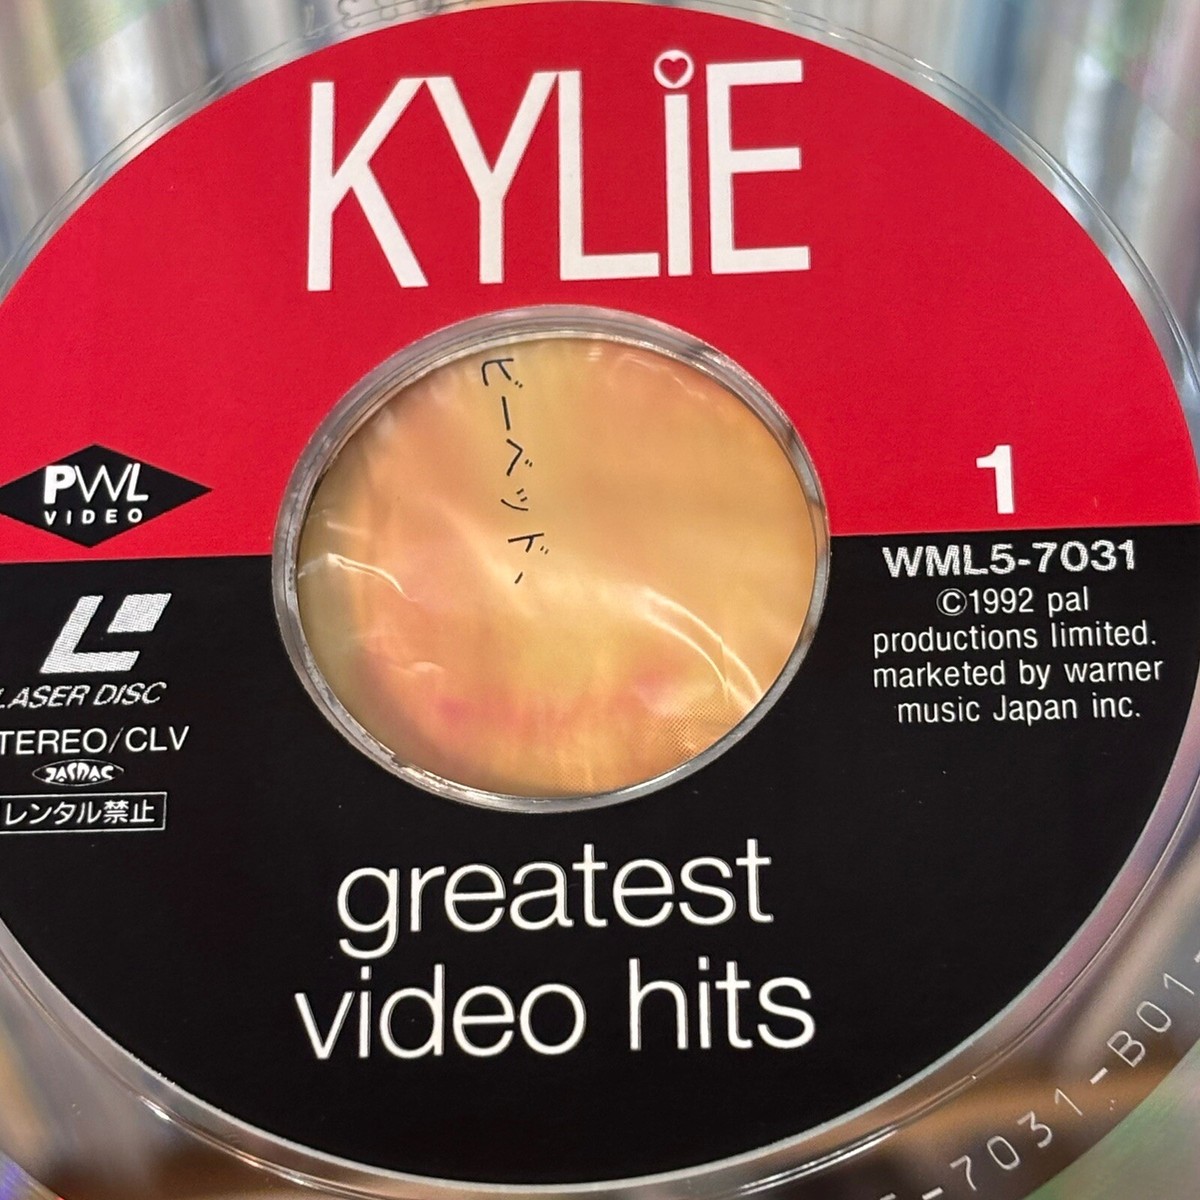 KYLiE
ビーベッド、
PWL
VIDEO
1
WML5-7031
©1992 pal
productions limited.
marketed by warner
music Japan inc.
LASER DISC
TEREO/CLV
JASRAC
レンタル禁止
greatest
video hits
-7031-B01-